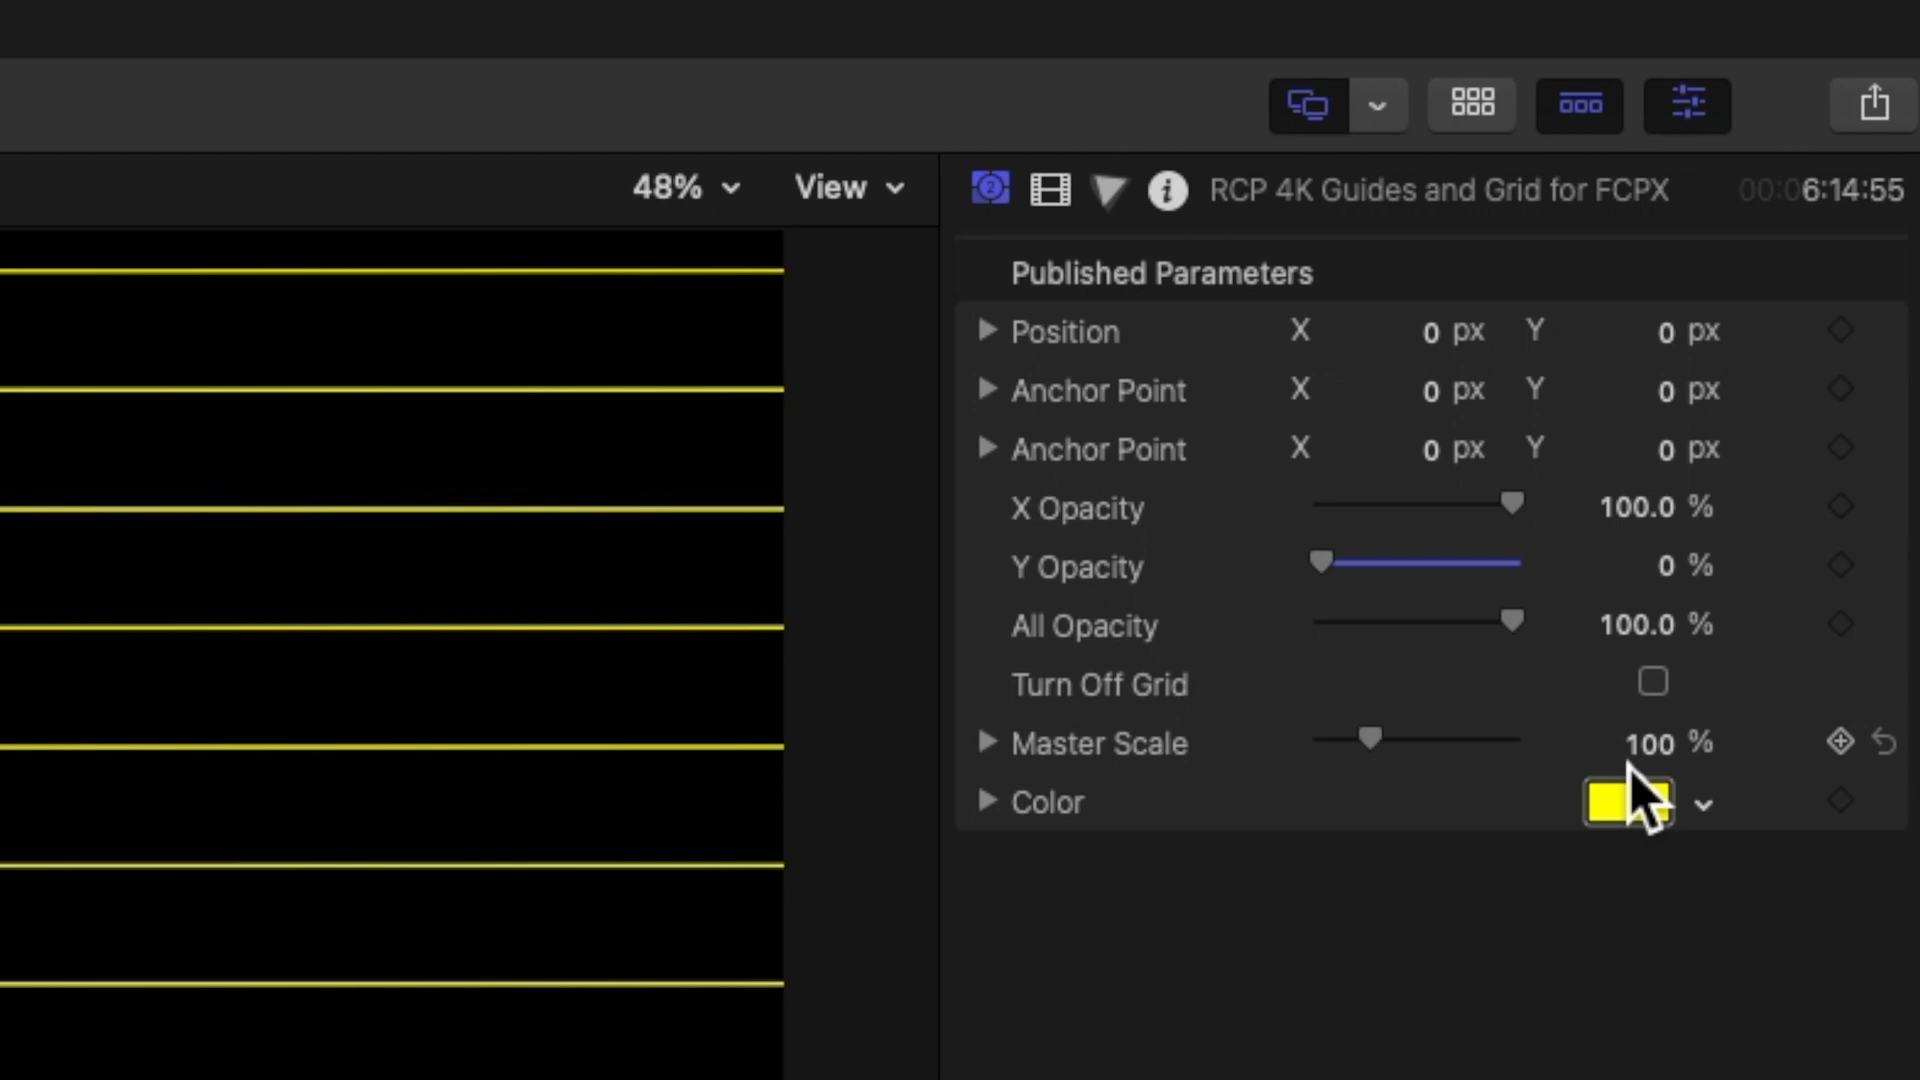 48% View
RCP 4K Guides and Grid for FCPX 00:06:14:55
Published Parameters
Position X 0 px Y 0 px
Anchor Point X 0 px Y 0 px
Anchor Point X 0 px Y 0 px
X Opacity 100.0 %
Y Opacity 0 %
All Opacity 100.0 %
Turn Off Grid
Master Scale 100 %
Color